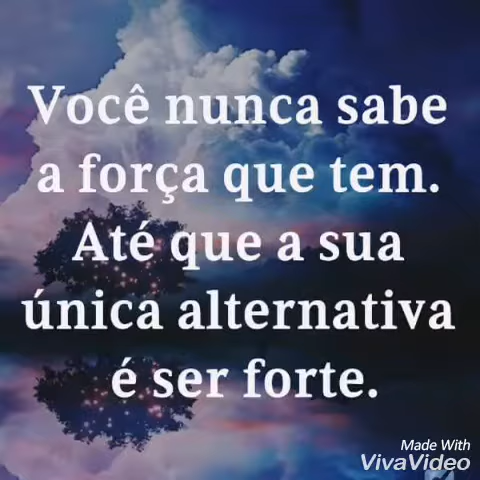 Você nunca sabe
a força que tem.
Até que a sua
única alternativa
é ser forte.
Made With
VivaVideo